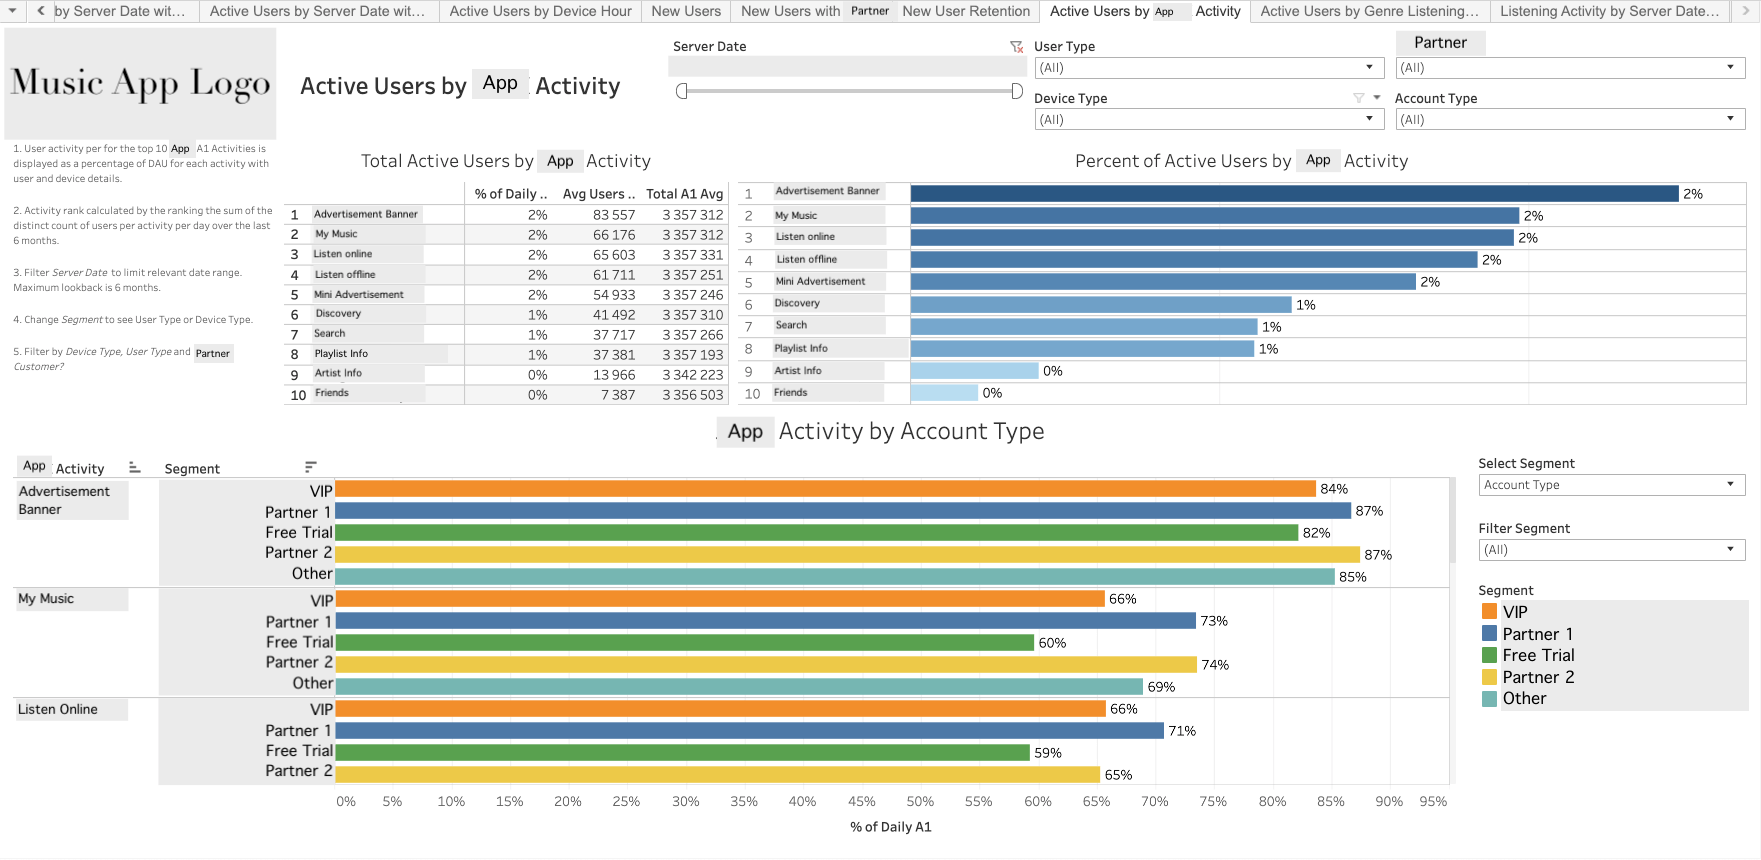 by Server Date wit...
Active Users by Server Date wit...
Active Users by Device Hour
New Users
New Users with Partner
New User Retention
Active Users by App Activity
Active Users by Genre Listening...
Listening Activity by Server Date...
Music App Logo
Active Users by App Activity
Server Date
User Type
(All)
Partner
(All)
Device Type
(All)
Account Type
(All)
1. User activity per for the top 10 App A1 Activities is
displayed as a percentage of DAU for each activity with
user and device details.
2. Activity rank calculated by the ranking the sum of the
distinct count of users per activity per day over the last
6 months.
3. Filter Server Date to limit relevant date range.
Maximum lookback is 6 months.
4. Change Segment to see User Type or Device Type.
5. Filter by Device Type, User Type and Partner
Customer?
Total Active Users by App Activity
% of Daily .. Avg Users .. Total A1 Avg
1 Advertisement Banner 2% 83 557 3 357 312
2 My Music 2% 66 176 3 357 312
3 Listen online 2% 65 603 3 357 331
4 Listen offline 2% 61 711 3 357 251
5 Mini Advertisement 2% 54 933 3 357 246
6 Discovery 1% 41 492 3 357 310
7 Search 1% 37 717 3 357 266
8 Playlist Info 1% 37 381 3 357 193
9 Artist Info 0% 13 966 3 342 223
10 Friends 0% 7 387 3 356 503
Percent of Active Users by App Activity
1 Advertisement Banner 2%
2 My Music 2%
3 Listen online 2%
4 Listen offline 2%
5 Mini Advertisement 2%
6 Discovery 1%
7 Search 1%
8 Playlist Info 1%
9 Artist Info 0%
10 Friends 0%
App Activity by Account Type
App Activity Segment
Advertisement
Banner
VIP 84%
Partner 1 87%
Free Trial 82%
Partner 2 87%
Other 85%
My Music
VIP 66%
Partner 1 73%
Free Trial 60%
Partner 2 74%
Other 69%
Listen Online
VIP 66%
Partner 1 71%
Free Trial 59%
Partner 2 65%
0% 5% 10% 15% 20% 25% 30% 35% 40% 45% 50% 55% 60% 65% 70% 75% 80% 85% 90% 95%
% of Daily A1
Select Segment
Account Type
Filter Segment
(All)
Segment
VIP
Partner 1
Free Trial
Partner 2
Other